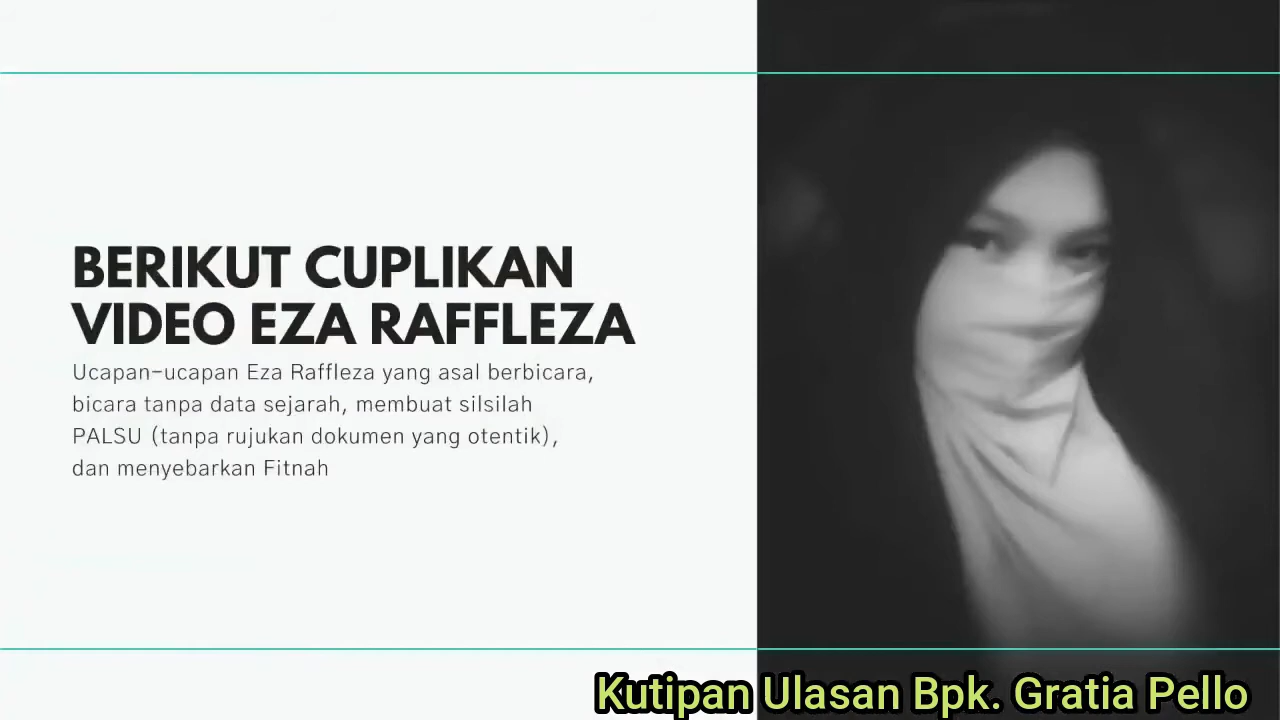 BERIKUT CUPLIKAN
VIDEO EZA RAFFLEZA
Ucapan-ucapan Eza Raffleza yang asal berbicara,
bicara tanpa data sejarah, membuat silsilah
PALSU (tanpa rujukan dokumen yang otentik),
dan menyebarkan Fitnah
Kutipan Ulasan Bpk. Gratia Pello